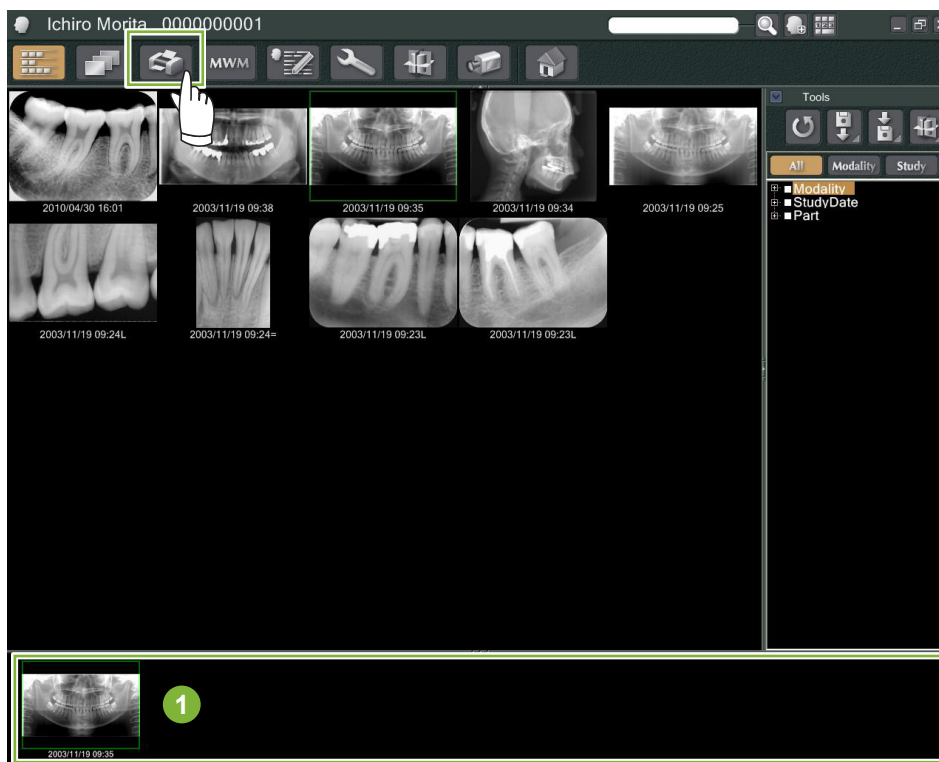 Ichiro Morita 0000000001
MWM
Tools
All Modality Study
Modality
StudyDate
Part
2010/04/30 16:01 2003/11/19 09:38 2003/11/19 09:35 2003/11/19 09:34 2003/11/19 09:25
2003/11/19 09:24L 2003/11/19 09:24= 2003/11/19 09:23L 2003/11/19 09:23L
1
2003/11/19 09:35